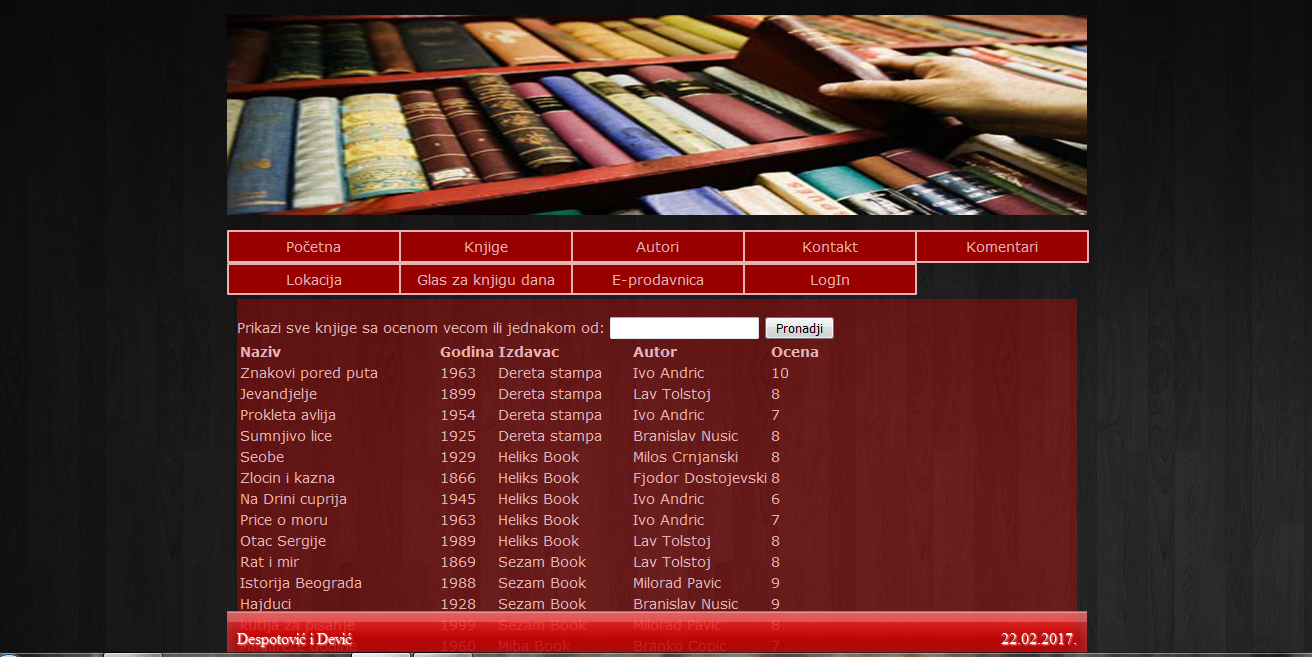 Početna Knjige Autori Kontakt Komentari
Lokacija Glas za knjigu dana E-prodavnica LogIn
Prikazi sve knjige sa ocenom vecom ili jednakom od: Pronadji
Naziv Godina Izdavac Autor Ocena
Znakovi pored puta 1963 Dereta stampa Ivo Andric 10
Jevandjelje 1899 Dereta stampa Lav Tolstoj 8
Prokleta avlija 1954 Dereta stampa Ivo Andric 7
Sumnjivo lice 1925 Dereta stampa Branislav Nusic 8
Seobe 1929 Heliks Book Milos Crnjanski 8
Zlocin i kazna 1866 Heliks Book Fjodor Dostojevski 8
Na Drini cuprija 1945 Heliks Book Ivo Andric 6
Price o moru 1963 Heliks Book Ivo Andric 7
Otac Sergije 1989 Heliks Book Lav Tolstoj 8
Rat i mir 1869 Sezam Book Lav Tolstoj 8
Istorija Beograda 1988 Sezam Book Milorad Pavic 9
Hajduci 1928 Sezam Book Branislav Nusic 9
Kutija za pisanje 1999 Sezam Book Milorad Pavic 8
1960 Miba Book Branko Copic 7
Despotović i Dević 22.02.2017.